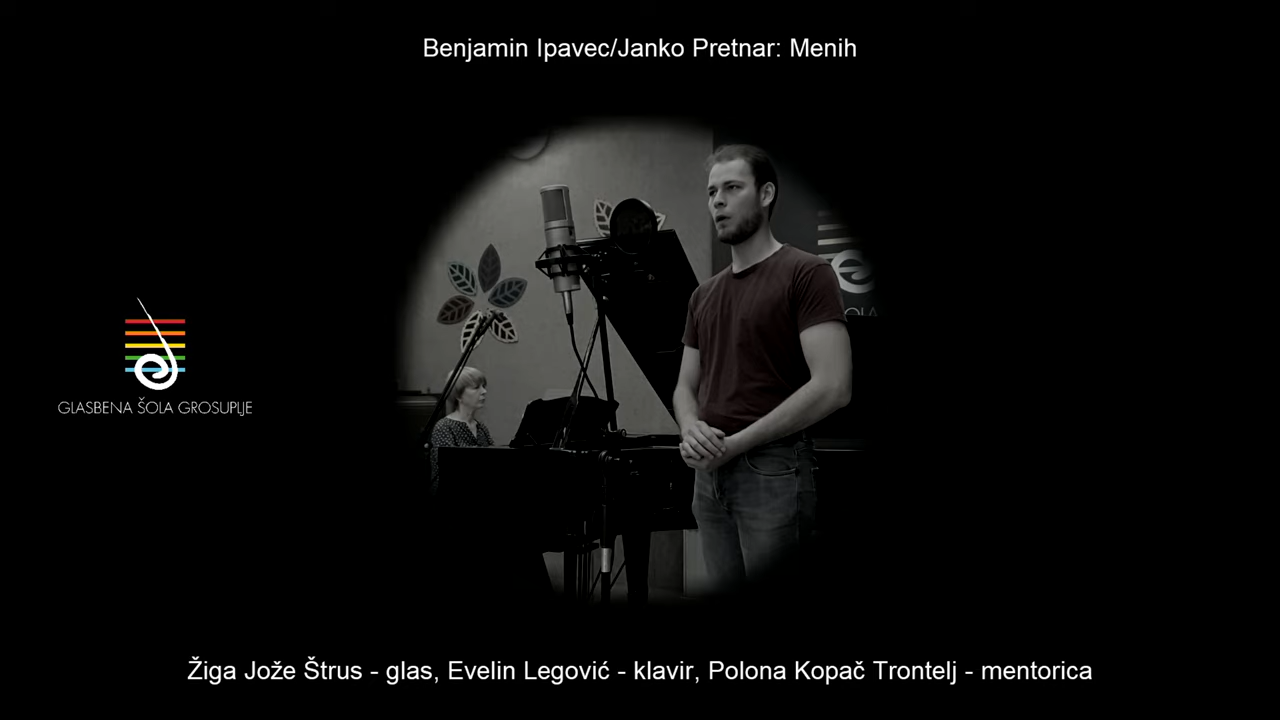 Benjamin Ipavec/Janko Pretnar: Menih
GLASBENA ŠOLA GROSUPLJE
Žiga Jože Štrus - glas, Evelin Legović - klavir, Polona Kopač Trontelj - mentorica